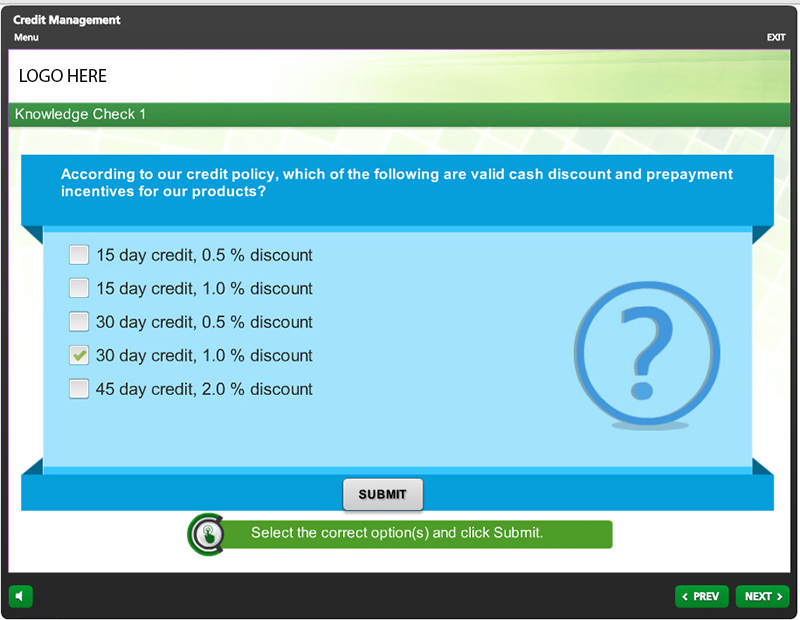 Credit Management
Menu
EXIT
LOGO HERE
Knowledge Check 1
According to our credit policy, which of the following are valid cash discount and prepayment
incentives for our products?
15 day credit, 0.5 % discount
15 day credit, 1.0 % discount
30 day credit, 0.5 % discount
30 day credit, 1.0 % discount
45 day credit, 2.0 % discount
?
SUBMIT
Select the correct option(s) and click Submit.
< PREV
NEXT >